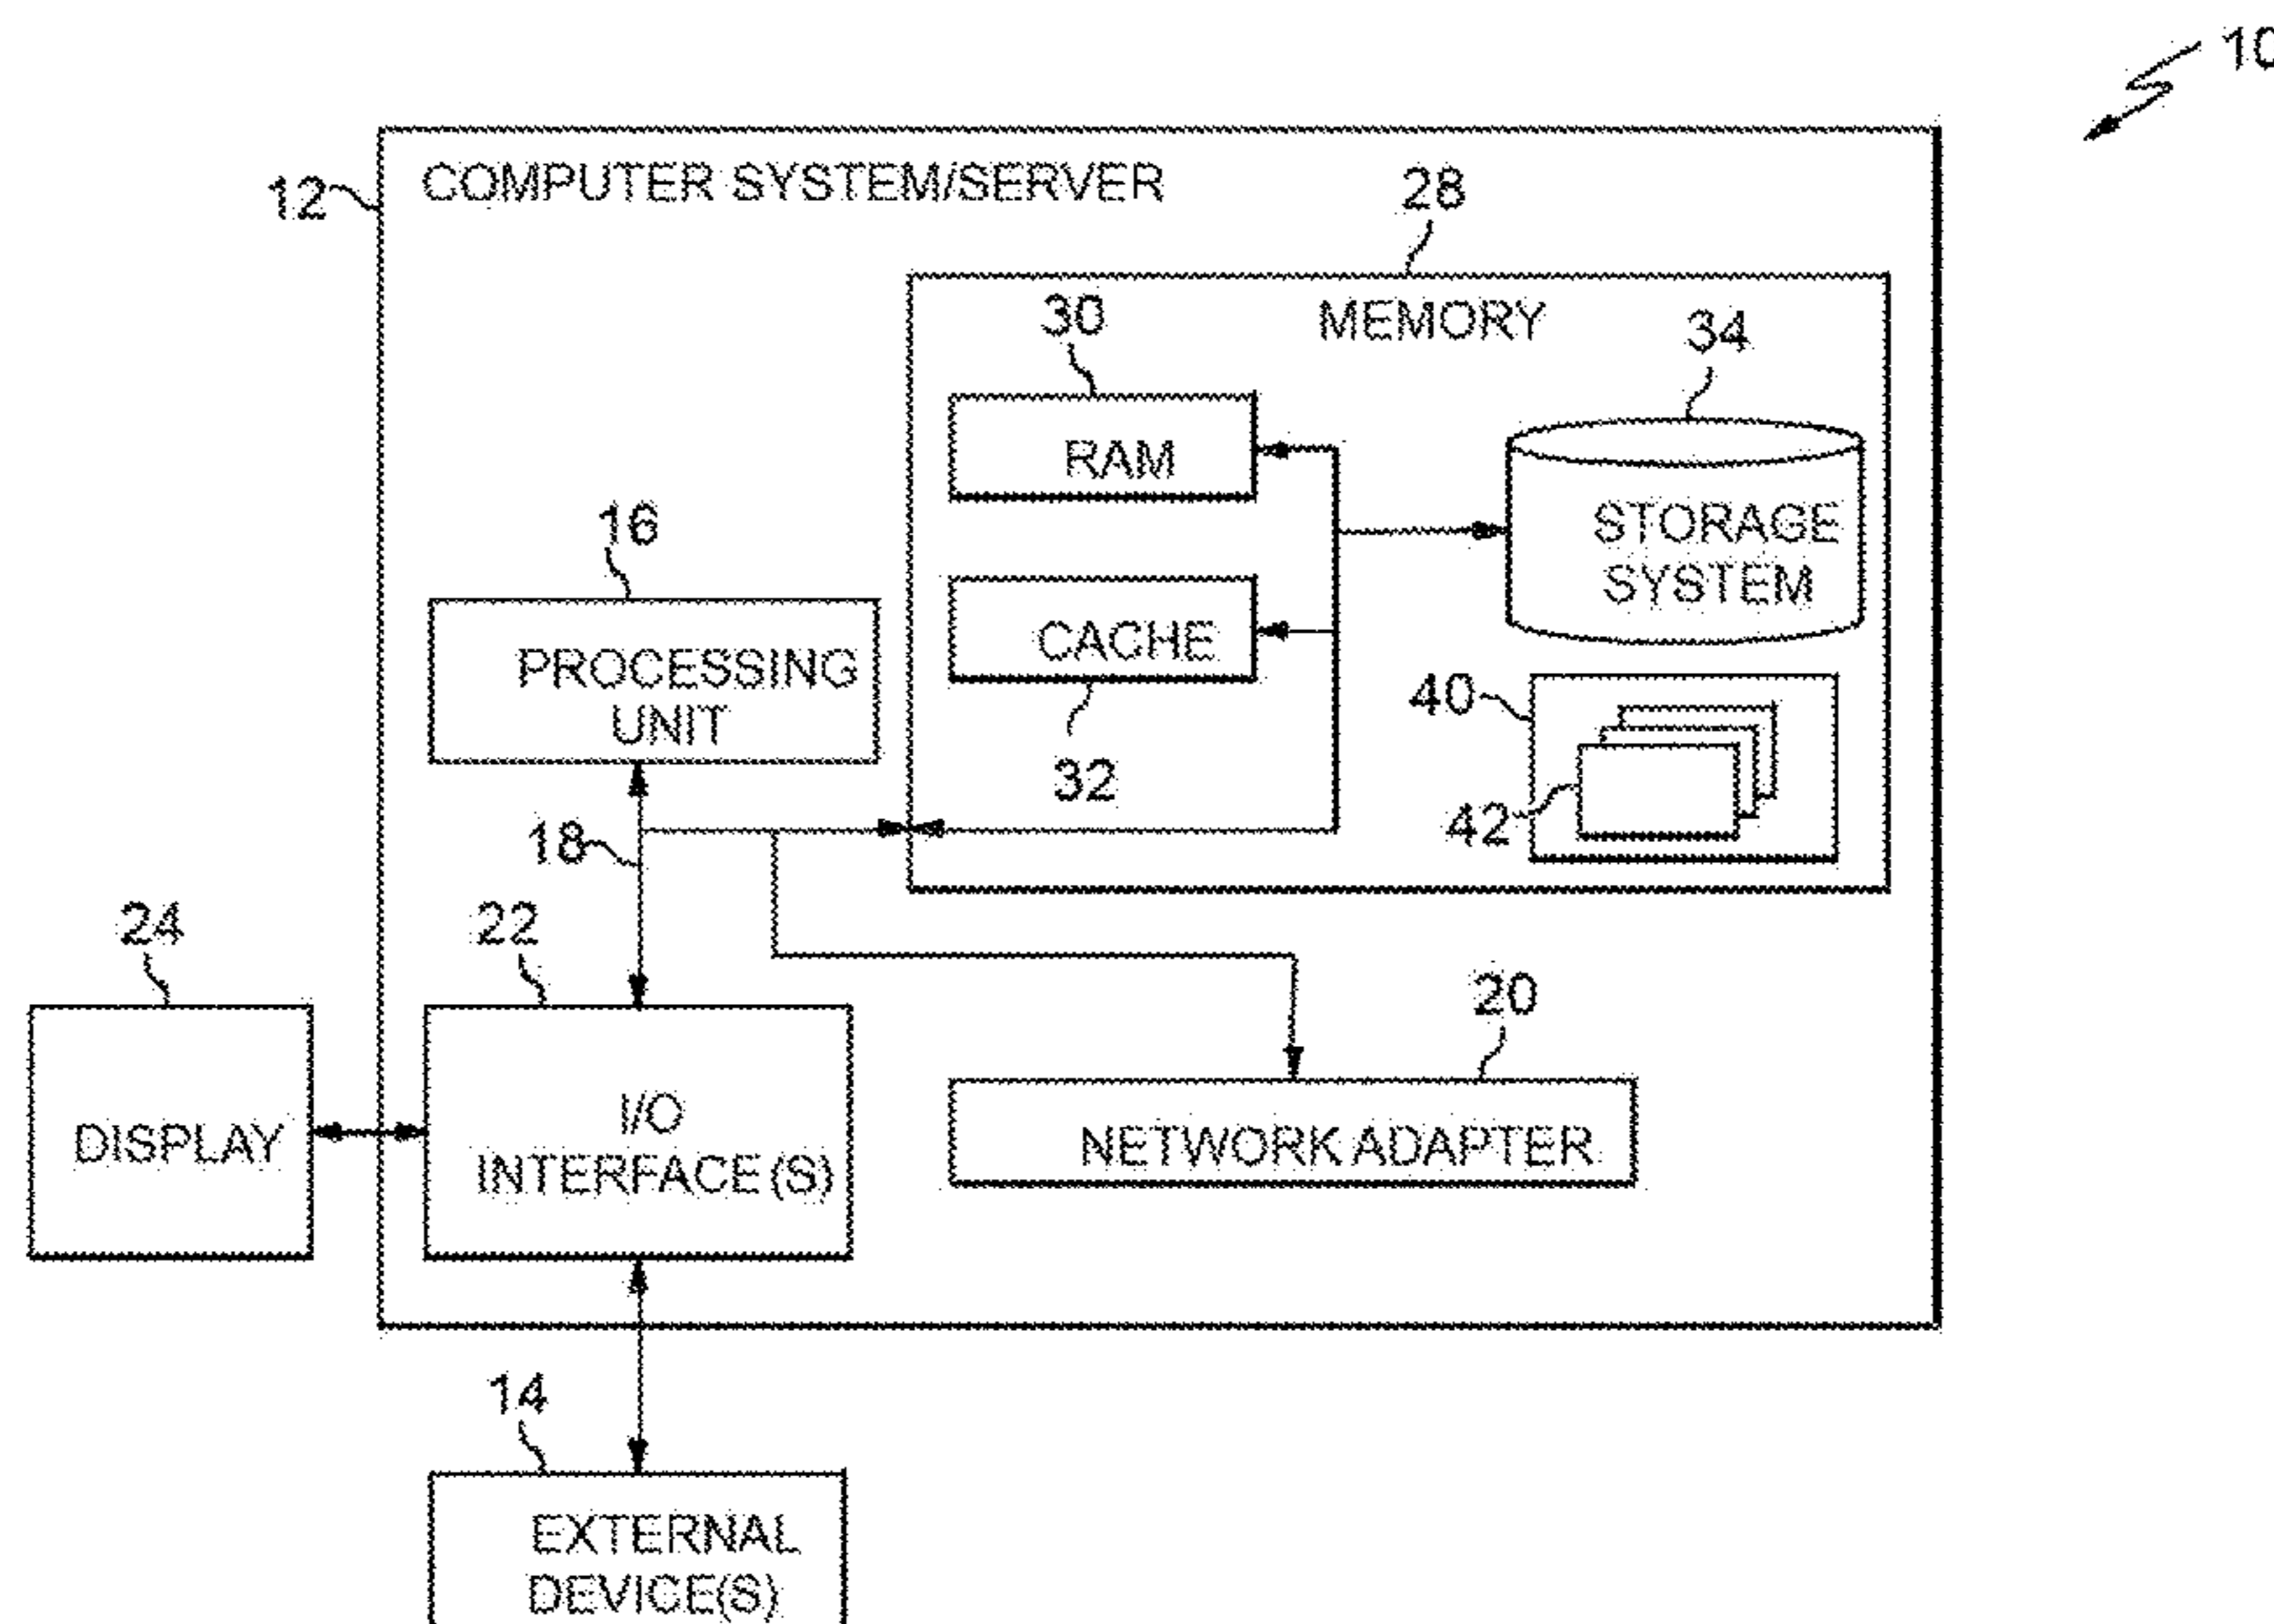 10
12
COMPUTER SYSTEM/SERVER
28
MEMORY
30
34
RAM
STORAGE
SYSTEM
16
CACHE
PROCESSING
UNIT
40
32
42
18
24
22
20
DISPLAY
I/O
INTERFACE(S)
NETWORK ADAPTER
14
EXTERNAL
DEVICE(S)